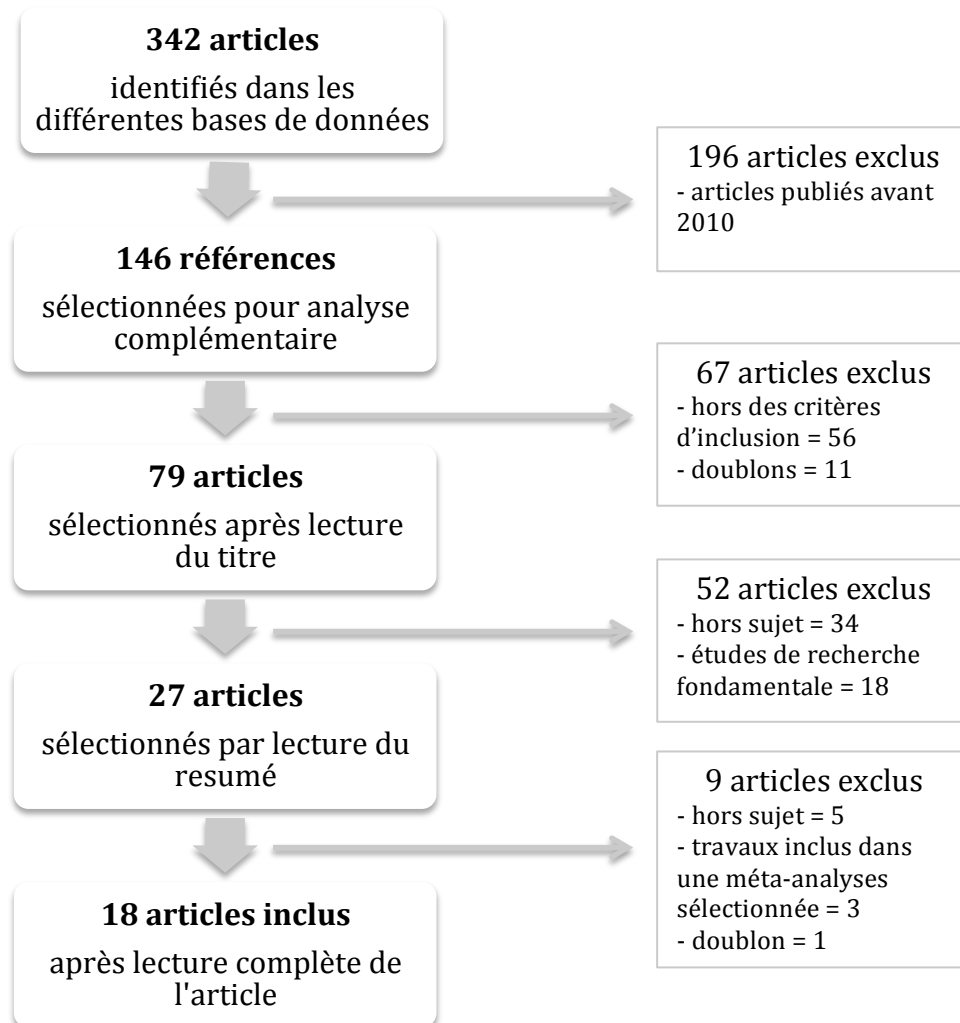 342 articles
identifiés dans les
différentes bases de données
196 articles exclus
- articles publiés avant
2010
146 références
sélectionnées pour analyse
complémentaire
67 articles exclus
- hors des critères
d'inclusion = 56
- doublons = 11
79 articles
sélectionnés après lecture
du titre
52 articles exclus
- hors sujet = 34
- études de recherche
fondamentale = 18
27 articles
sélectionnés par lecture du
resumé
9 articles exclus
- hors sujet = 5
- travaux inclus dans
une méta-analyses
sélectionnée = 3
- doublon = 1
18 articles inclus
après lecture complète de
l'article